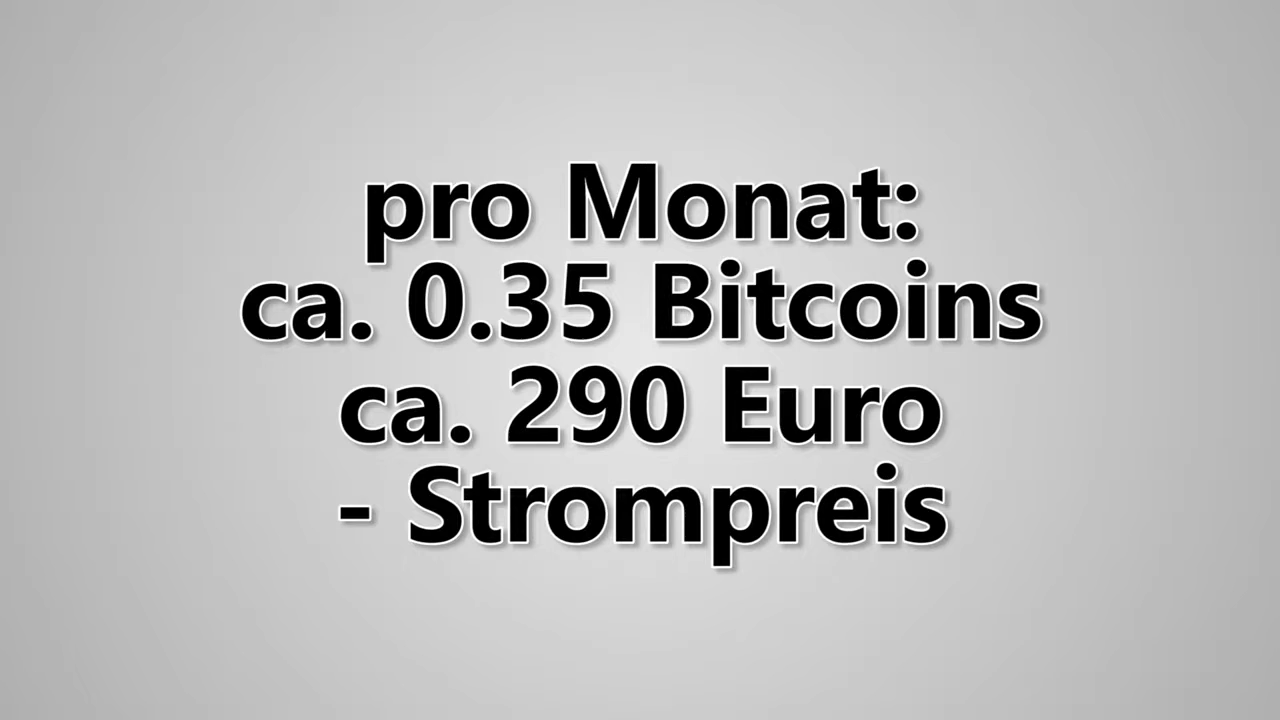 pro Monat:
ca. 0.35 Bitcoins
ca. 290 Euro
- Strompreis